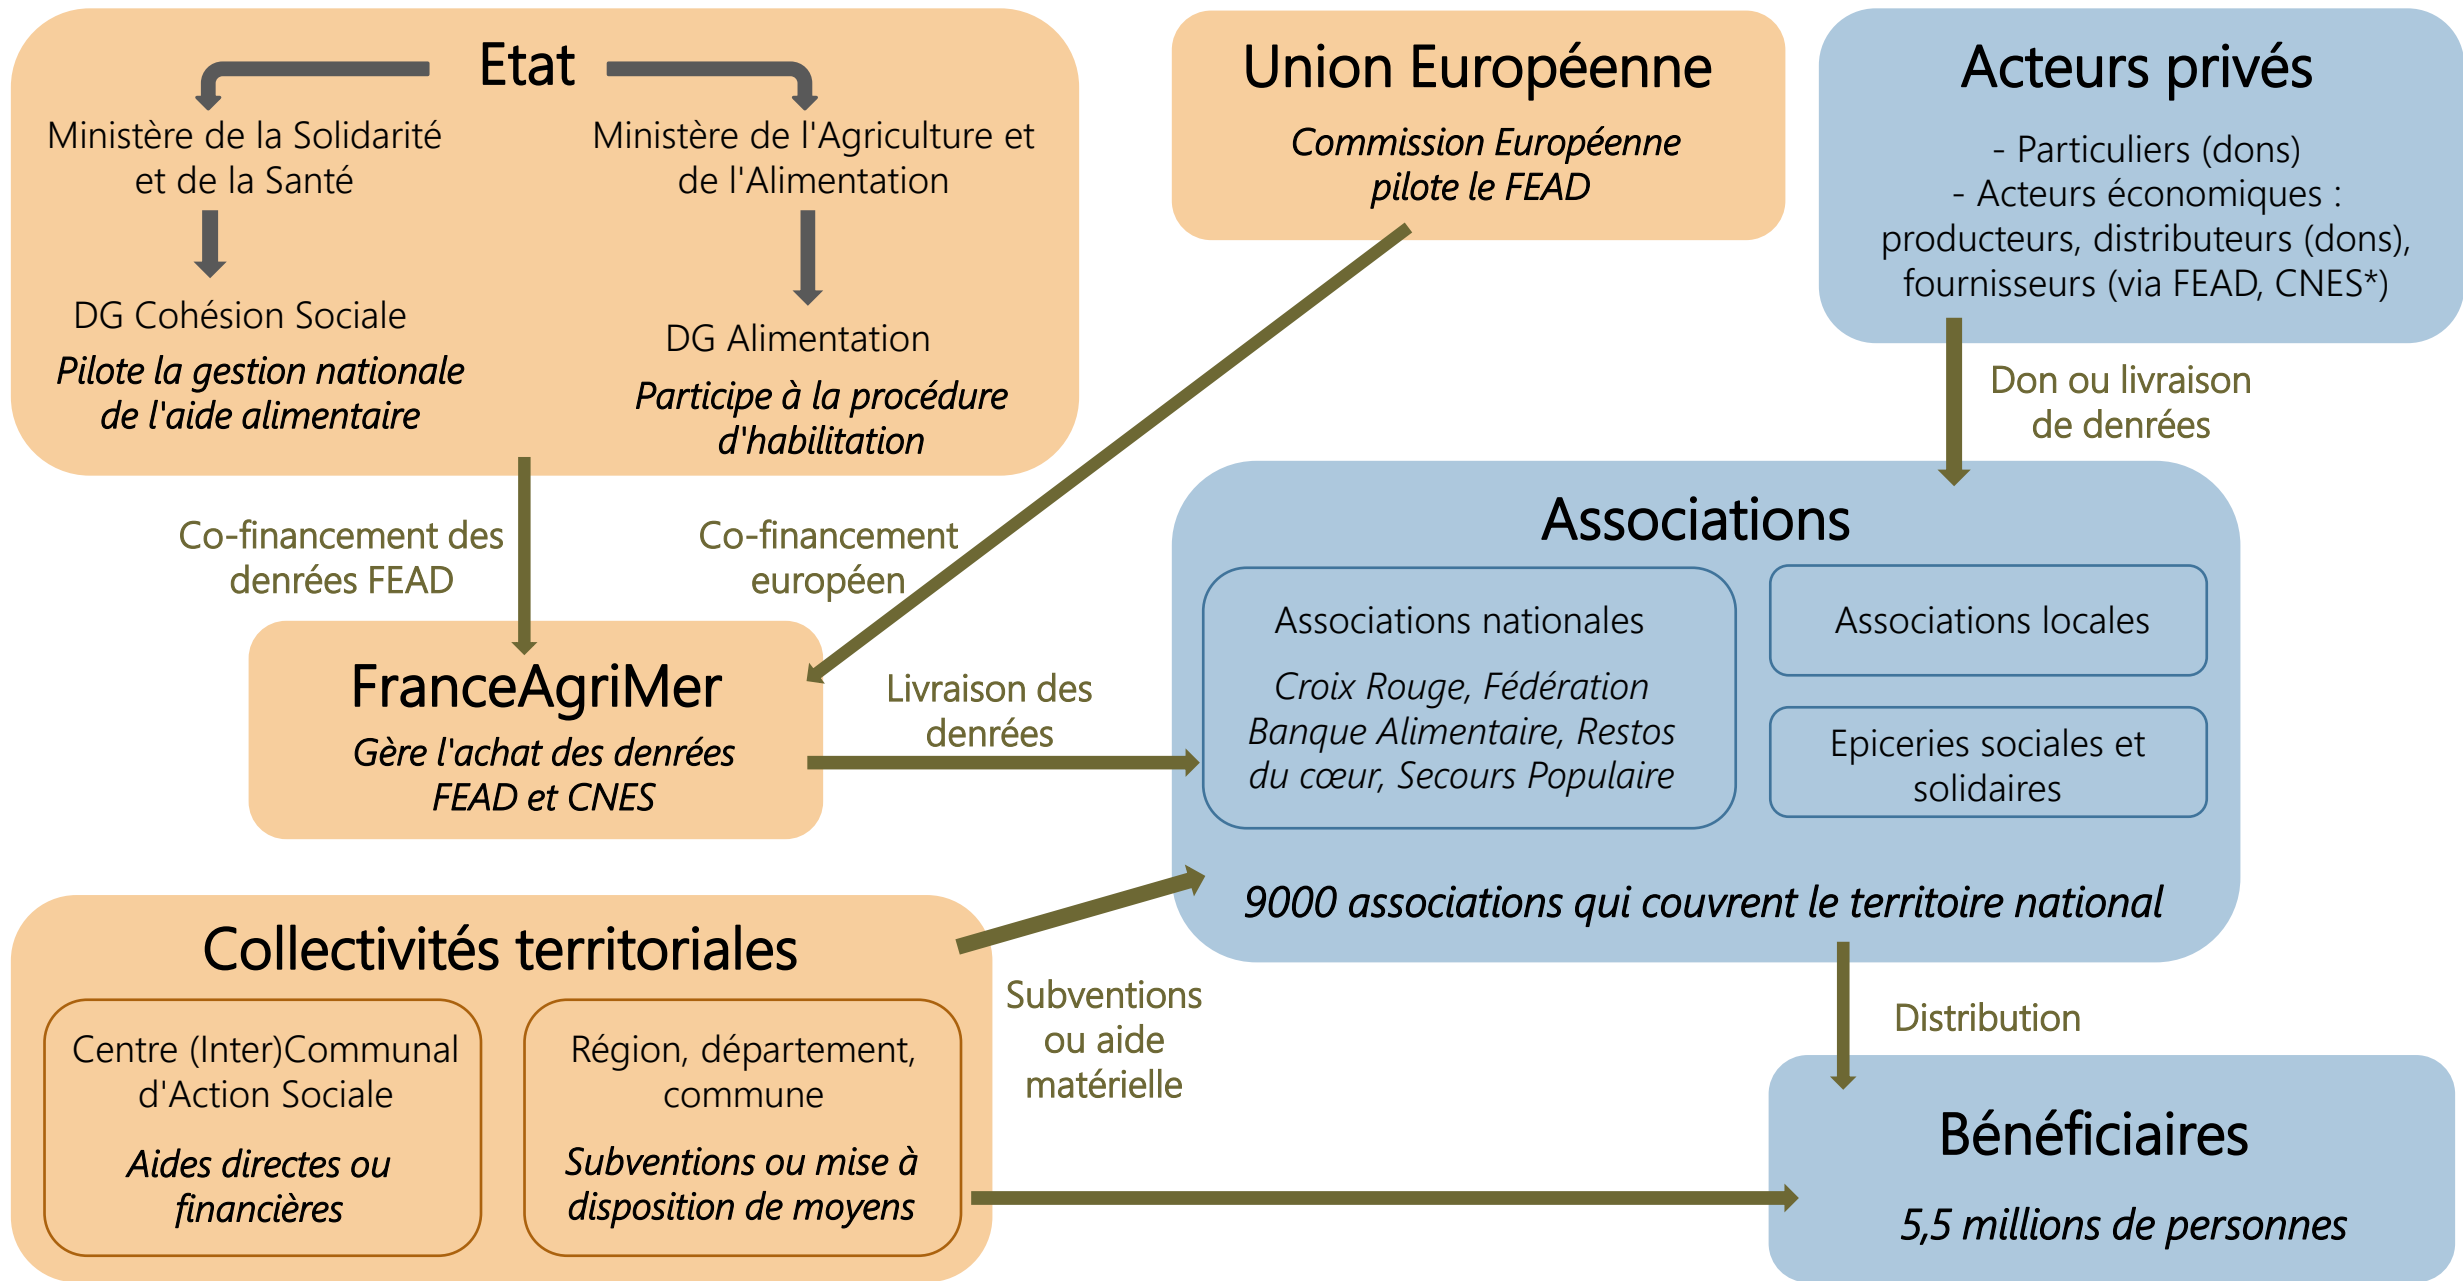 Etat
Ministère de la Solidarité
et de la Santé
DG Cohésion Sociale
Pilote la gestion nationale
de l'aide alimentaire
Ministère de l'Agriculture et
de l'Alimentation
DG Alimentation
Participe à la procédure
d'habilitation
Union Européenne
Commission Européenne
pilote le FEAD
Acteurs privés
- Particuliers (dons)
- Acteurs économiques :
producteurs, distributeurs (dons),
fournisseurs (via FEAD, CNES*)
Co-financement des
denrées FEAD
Co-financement
européen
Don ou livraison
de denrées
FranceAgriMer
Gère l'achat des denrées
FEAD et CNES
Livraison des
denrées
Associations
Associations nationales
Croix Rouge, Fédération
Banque Alimentaire, Restos
du cœur, Secours Populaire
Associations locales
Epiceries sociales et
solidaires
9000 associations qui couvrent le territoire national
Collectivités territoriales
Centre (Inter)Communal
d'Action Sociale
Aides directes ou
financières
Région, département,
commune
Subventions ou mise à
disposition de moyens
Subventions
ou aide
matérielle
Distribution
Bénéficiaires
5,5 millions de personnes